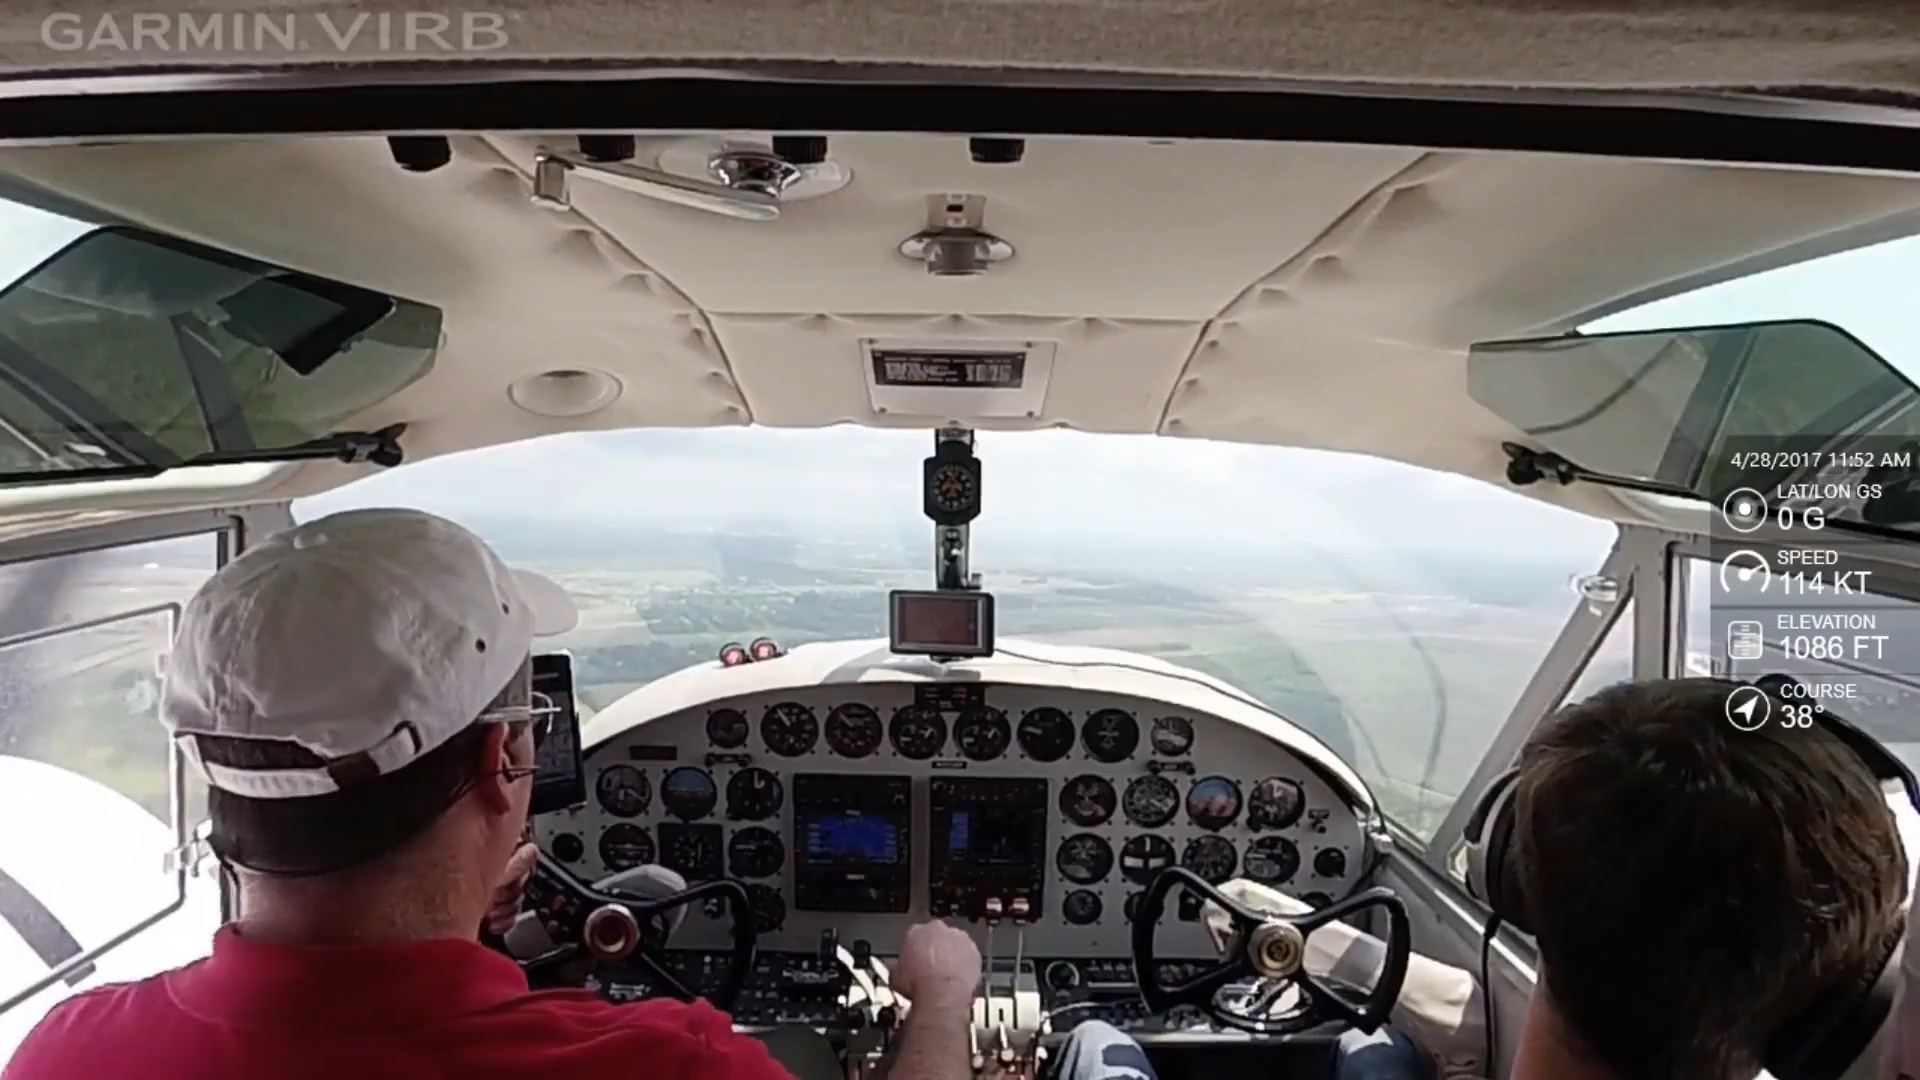 GARMIN VIRB
4/28/2017 11:52 AM
LAT/LON GS
0 G
SPEED
114 KT
ELEVATION
1086 FT
COURSE
38°